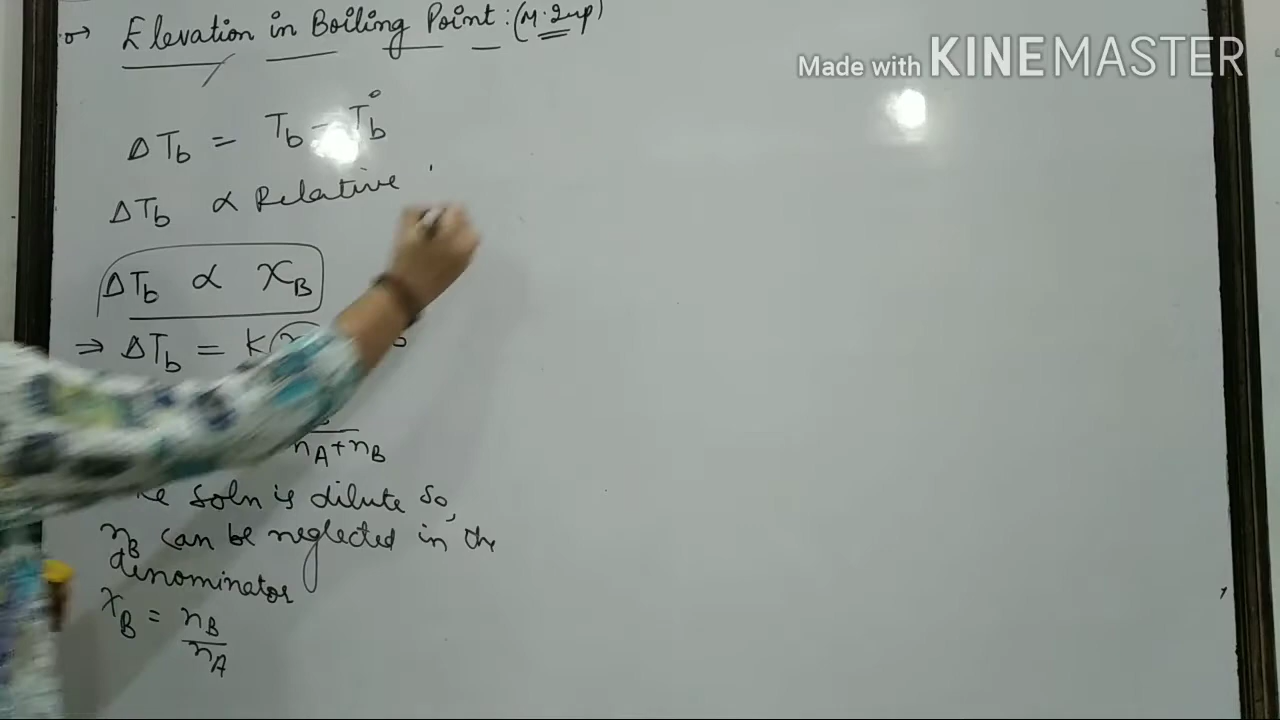 Elevation in Boiling Point : (M. Imp)
Made with KINEMASTER
ΔTb = Tb - Tb°
ΔTb ∝ Relative
ΔTb ∝ xB
⇒ ΔTb = K
nA+nB
Soln is dilute so,
nB can be neglected in the
denominator
xB = nB/nA